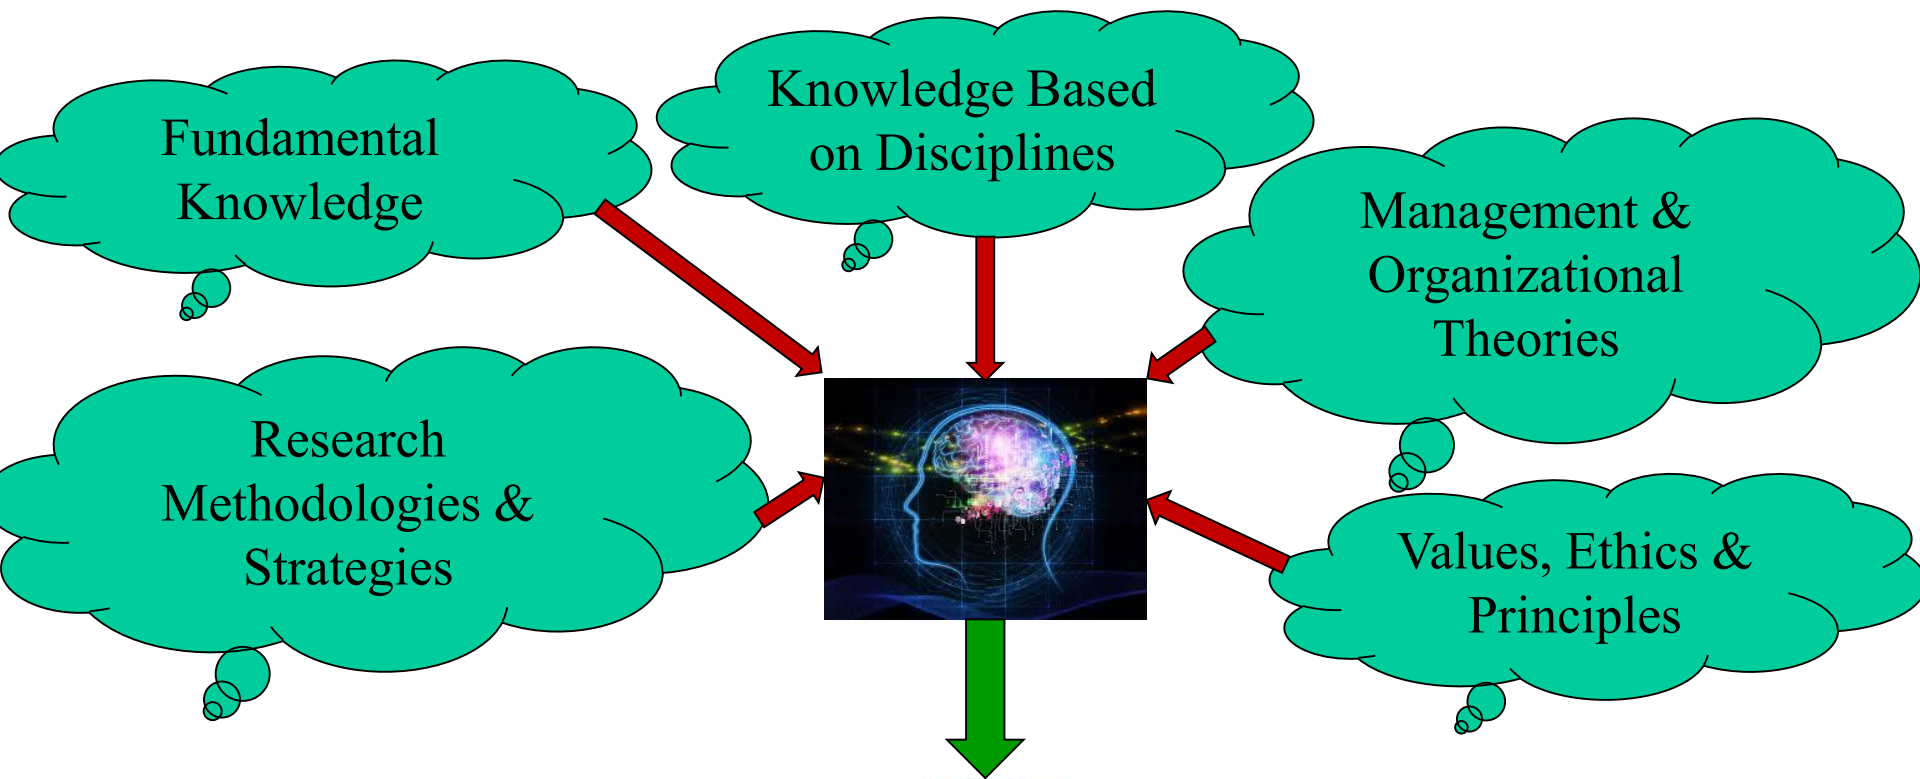 Fundamental
Knowledge
Knowledge Based
on Disciplines
Management &
Organizational
Theories
Research
Methodologies &
Strategies
Values, Ethics &
Principles